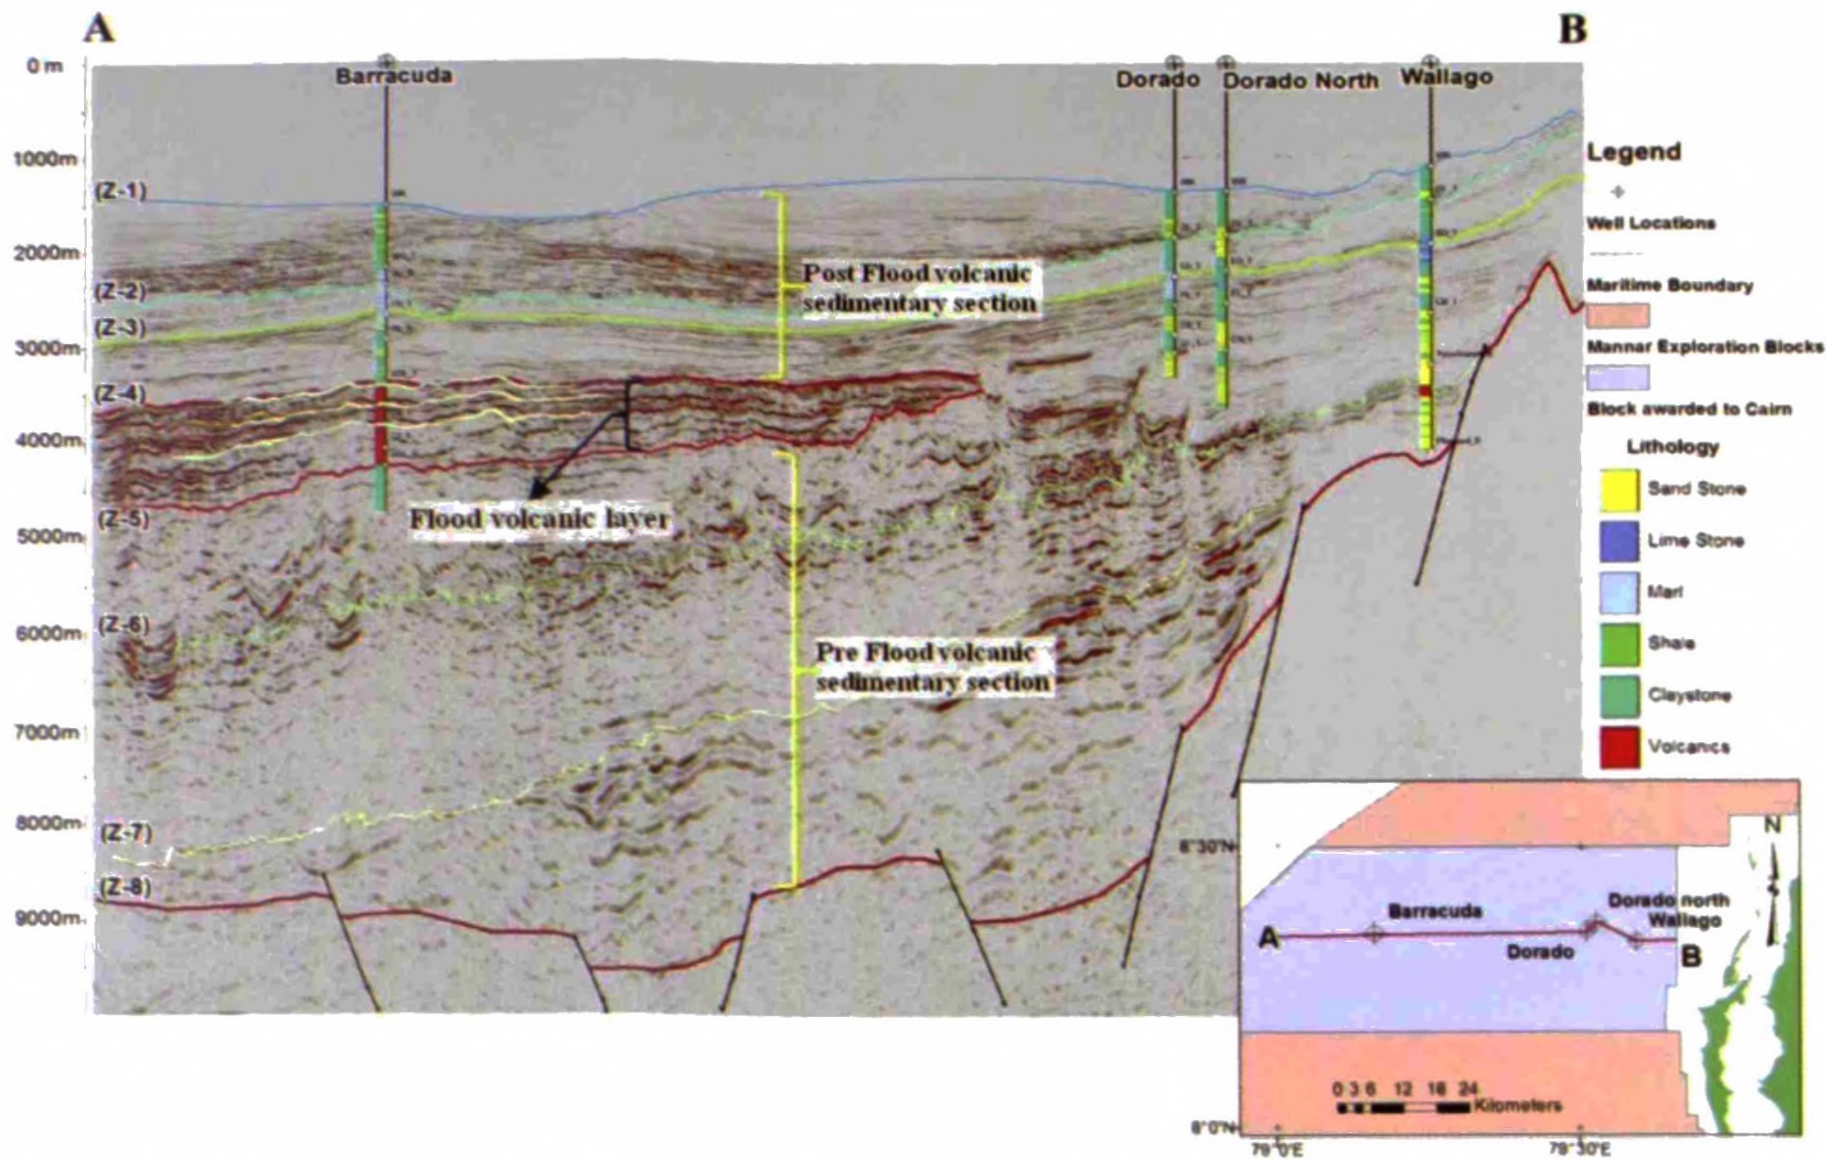 A
B
0 m
Barracuda
Dorado
Dorado North
Wallago
1000m
(Z-1)
2000m
(Z-2)
(Z-3)
3000m
(Z-4)
4000m
(Z-5)
5000m
(Z-6)
6000m
7000m
(Z-7)
8000m
(Z-8)
9000m
Post Flood volcanic
sedimentary section
Flood volcanic layer
Pre Flood volcanic
sedimentary section
Legend
Well Locations
Maritime Boundary
Mannar Exploration Blocks
Block awarded to Cairn
Lithology
Sand Stone
Lime Stone
Marl
Shale
Claystone
Volcanics
8°30'N
N
Barracuda
Dorado north
Wallago
A
Dorado
B
0 3 6 12 18 24
Kilometers
8°0'N
79°0'E
79°30'E